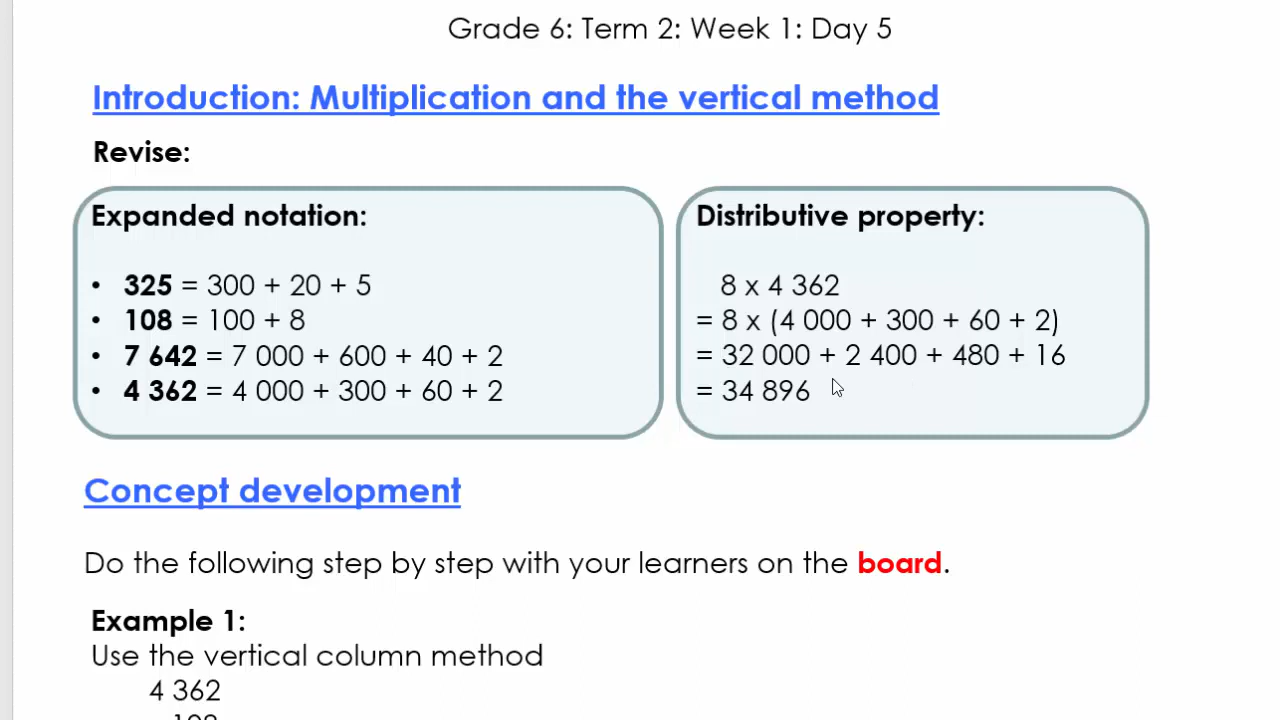 Grade 6: Term 2: Week 1: Day 5
Introduction: Multiplication and the vertical method
Revise:
Expanded notation:
• 325 = 300 + 20 + 5
• 108 = 100 + 8
• 7 642 = 7 000 + 600 + 40 + 2
• 4 362 = 4 000 + 300 + 60 + 2
Distributive property:
8 x 4 362
= 8 x (4 000 + 300 + 60 + 2)
= 32 000 + 2 400 + 480 + 16
= 34 896
Concept development
Do the following step by step with your learners on the board.
Example 1:
Use the vertical column method
4 362
108